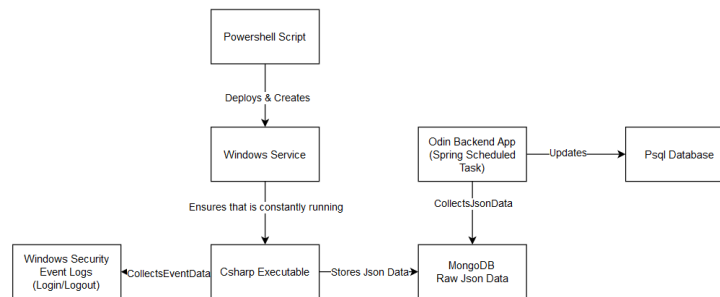 Powershell Script
Deploys & Creates
Windows Service
Odin Backend App
(Spring Scheduled
Task)
Updates
Psql Database
Ensures that is constantly running
CollectsJsonData
Windows Security
Event Logs
(Login/Logout)
CollectsEventData
Csharp Executable
Stores Json Data
MongoDB
Raw Json Data